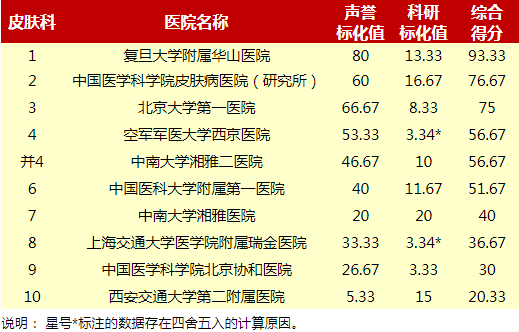 皮肤科 医院名称 声誉标化值 科研标化值 综合得分
1 复旦大学附属华山医院 80 13.33 93.33
2 中国医学科学院皮肤病医院（研究所） 60 16.67 76.67
3 北京大学第一医院 66.67 8.33 75
4 空军军医大学西京医院 53.33 3.34* 56.67
并4 中南大学湘雅二医院 46.67 10 56.67
6 中国医科大学附属第一医院 40 11.67 51.67
7 中南大学湘雅医院 20 20 40
8 上海交通大学医学院附属瑞金医院 33.33 3.34* 36.67
9 中国医学科学院北京协和医院 26.67 3.33 30
10 西安交通大学第二附属医院 5.33 15 20.33
说明： 星号*标注的数据存在四舍五入的计算原因。